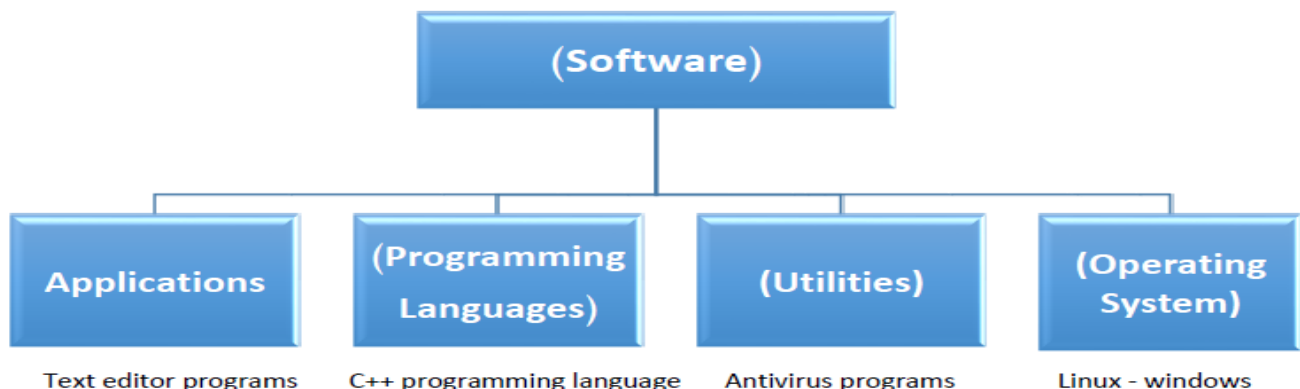 (Software)
Applications
(Programming
Languages)
(Utilities)
(Operating
System)
Text editor programs
C++ programming language
Antivirus programs
Linux - windows